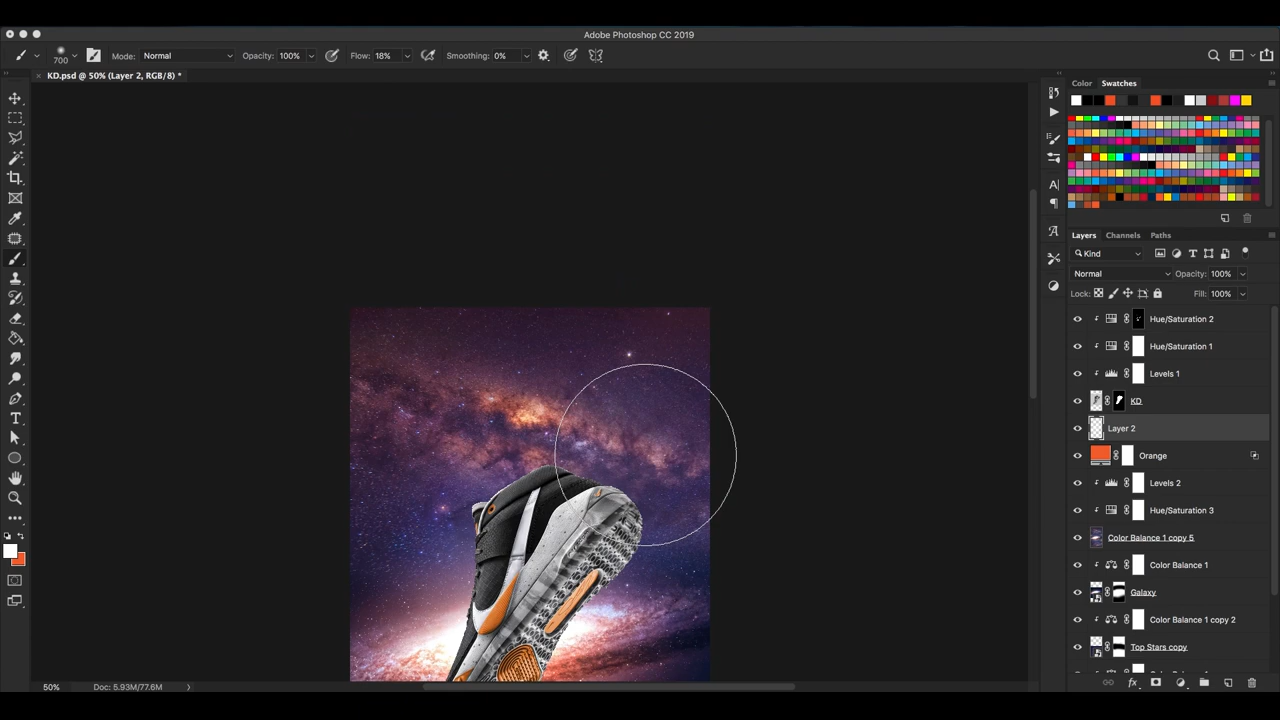 Adobe Photoshop CC 2019
700 Mode: Normal Opacity: 100% Flow: 18% Smoothing: 0%
× KD.psd @ 50% (Layer 2, RGB/8) *
Color Swatches
Layers Channels Paths
Kind
Normal Opacity: 100%
Lock: Fill: 100%
Hue/Saturation 2
Hue/Saturation 1
Levels 1
KD
Layer 2
Orange
Levels 2
Hue/Saturation 3
Color Balance 1 copy 5
Color Balance 1
Galaxy
Color Balance 1 copy 2
Top Stars copy
50% Doc: 5.93M/77.6M